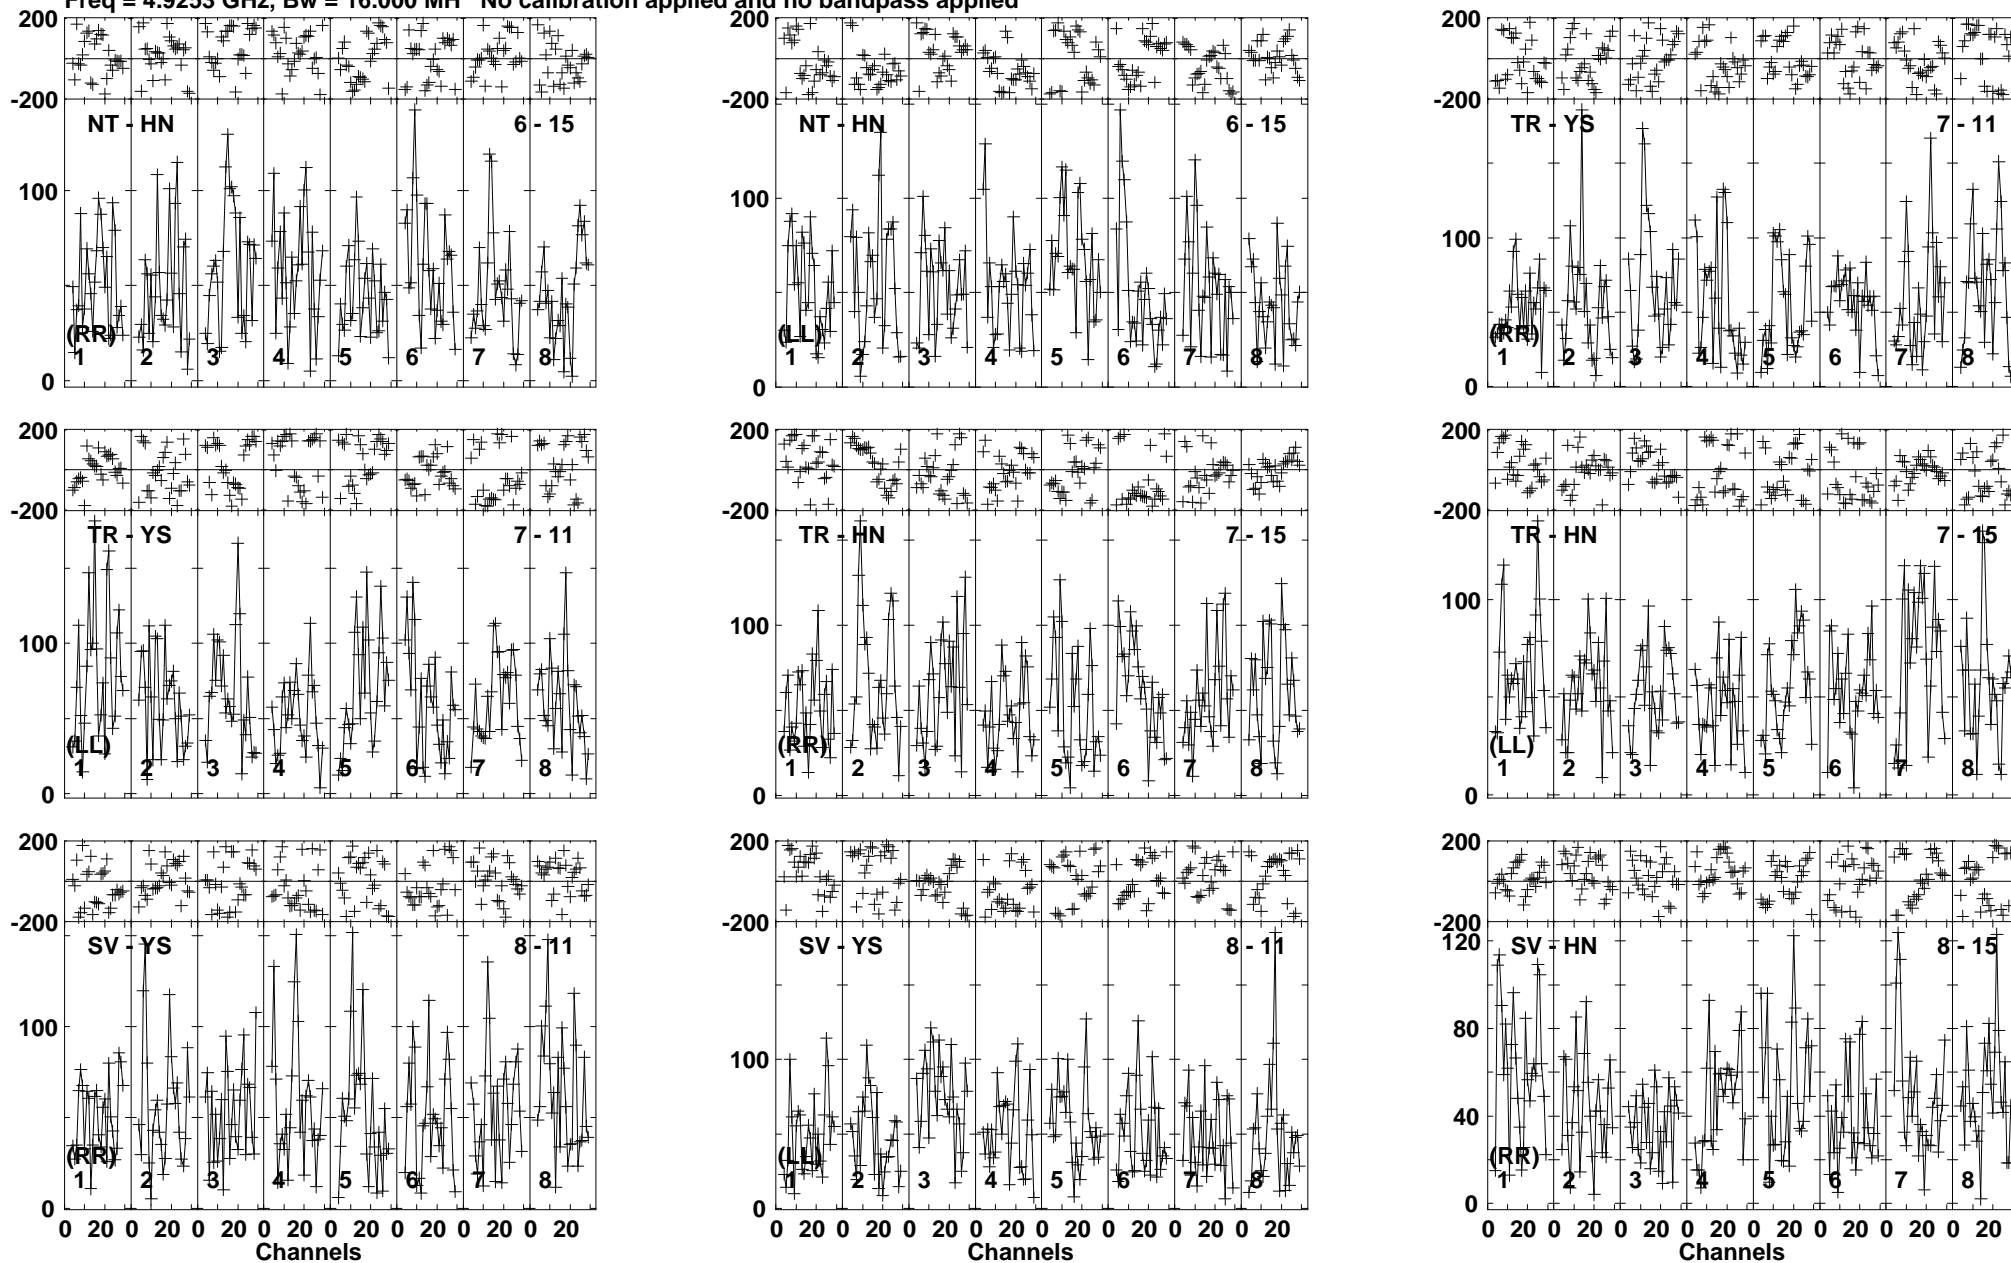 Freq = 4.9253 GHz, Bw = 16.000 MH No calibration applied and no bandpass applied
200 200 200
-200 -200 -200
NT - HN 6 - 15 NT - HN 6 - 15 TR - YS 7 - 11
100 100 100
(RR) (LL) (RR)
1 2 3 4 5 6 7 8 1 2 3 4 5 6 7 8 1 2 3 4 5 6 7 8
0 0 0
200 200 200
-200 -200 -200
TR - YS 7 - 11 TR - HN 7 - 15 TR - HN 7 - 15
100 100 100
(LL) (RR) (LL)
1 2 3 4 5 6 7 8 1 2 3 4 5 6 7 8 1 2 3 4 5 6 7 8
0 0 0
200 200 200
-200 -200 -200
SV - YS 8 - 11 SV - YS 8 - 11 SV - HN 8 - 15
120
100 100 80
40
(RR) (LL) (RR)
1 2 3 4 5 6 7 8 1 2 3 4 5 6 7 8 1 2 3 4 5 6 7 8
0 0 0
0 20 0 20 0 20 0 20 0 20 0 20 0 20 0 20 0 20 0 20 0 20 0 20 0 20 0 20 0 20 0 20 0 20 0 20 0 20 0 20 0 20 0 20 0 20 0 20
Channels Channels Channels